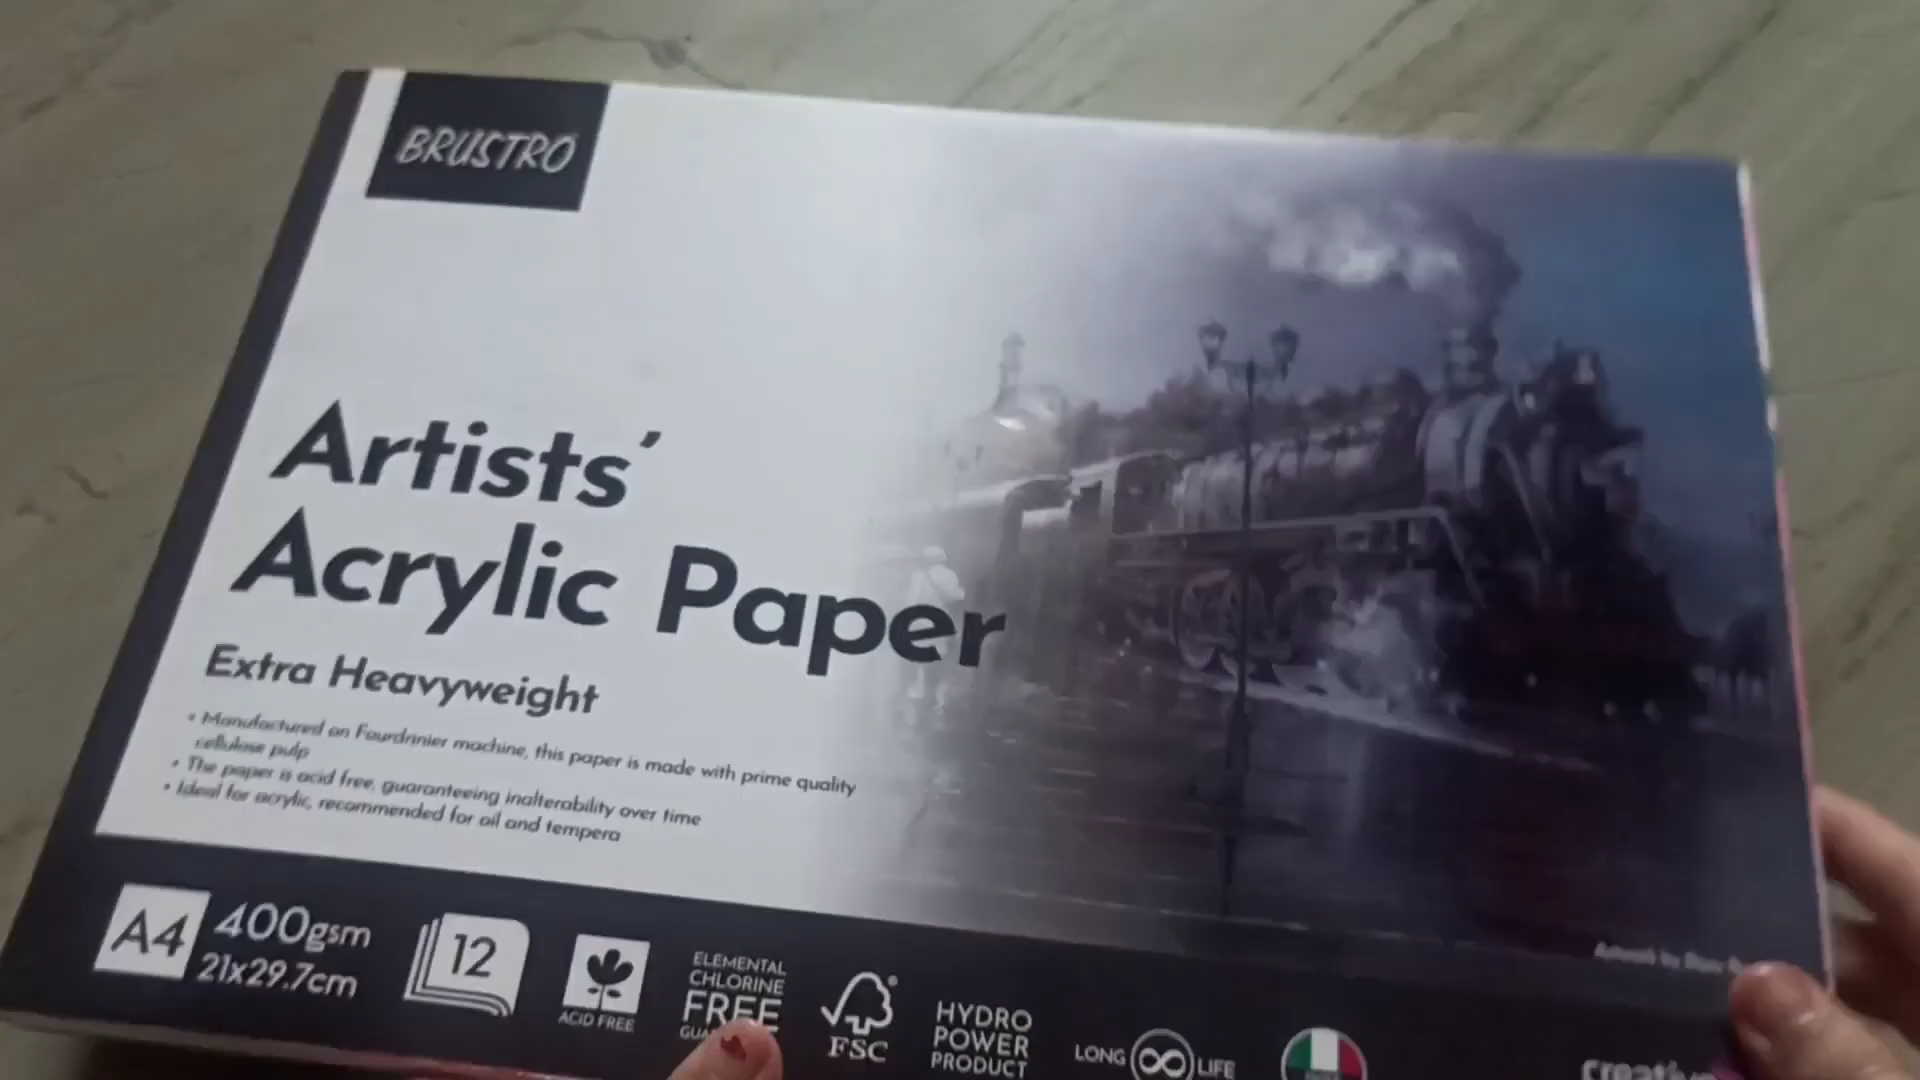 BRUSTRO
Artists'
Acrylic Paper
Extra Heavyweight
• Manufactured on Fourdrinier machine, this paper is made with prime quality
cellulose pulp
• The paper is acid free, guaranteeing inalterability over time
• Ideal for acrylic, recommended for oil and tempera
Artwork by
A4
400gsm
21x29.7cm
12
ACID FREE
ELEMENTAL
CHLORINE
FREE
FSC
HYDRO
POWER
PRODUCT
LONG LIFE